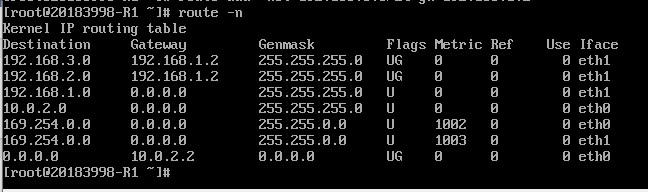 [root@20183998-R1 ~]# route -n
Kernel IP routing table
Destination     Gateway         Genmask         Flags Metric Ref    Use Iface
192.168.3.0     192.168.1.2     255.255.255.0   UG    0      0        0 eth1
192.168.2.0     192.168.1.2     255.255.255.0   UG    0      0        0 eth1
192.168.1.0     0.0.0.0         255.255.255.0   U     0      0        0 eth1
10.0.2.0        0.0.0.0         255.255.255.0   U     0      0        0 eth0
169.254.0.0     0.0.0.0         255.255.0.0     U     1002   0        0 eth0
169.254.0.0     0.0.0.0         255.255.0.0     U     1003   0        0 eth1
0.0.0.0         10.0.2.2        0.0.0.0         UG    0      0        0 eth0
[root@20183998-R1 ~]#